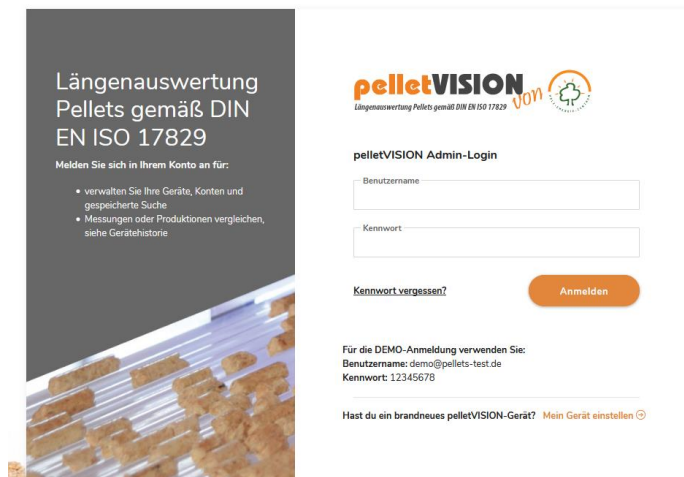 Längenauswertung
Pellets gemäß DIN
EN ISO 17829
Melden Sie sich in Ihrem Konto an für:
• verwalten Sie Ihre Geräte, Konten und
gespeicherte Suche
• Messungen oder Produktionen vergleichen,
siehe Gerätehistorie
pelletVISION von
Längenauswertung Pellets gemäß DIN EN ISO 17829
pelletVISION Admin-Login
Benutzername
Kennwort
Kennwort vergessen?
Anmelden
Für die DEMO-Anmeldung verwenden Sie:
Benutzername: demo@pellets-test.de
Kennwort: 12345678
Hast du ein brandneues pelletVISION-Gerät? Mein Gerät einstellen